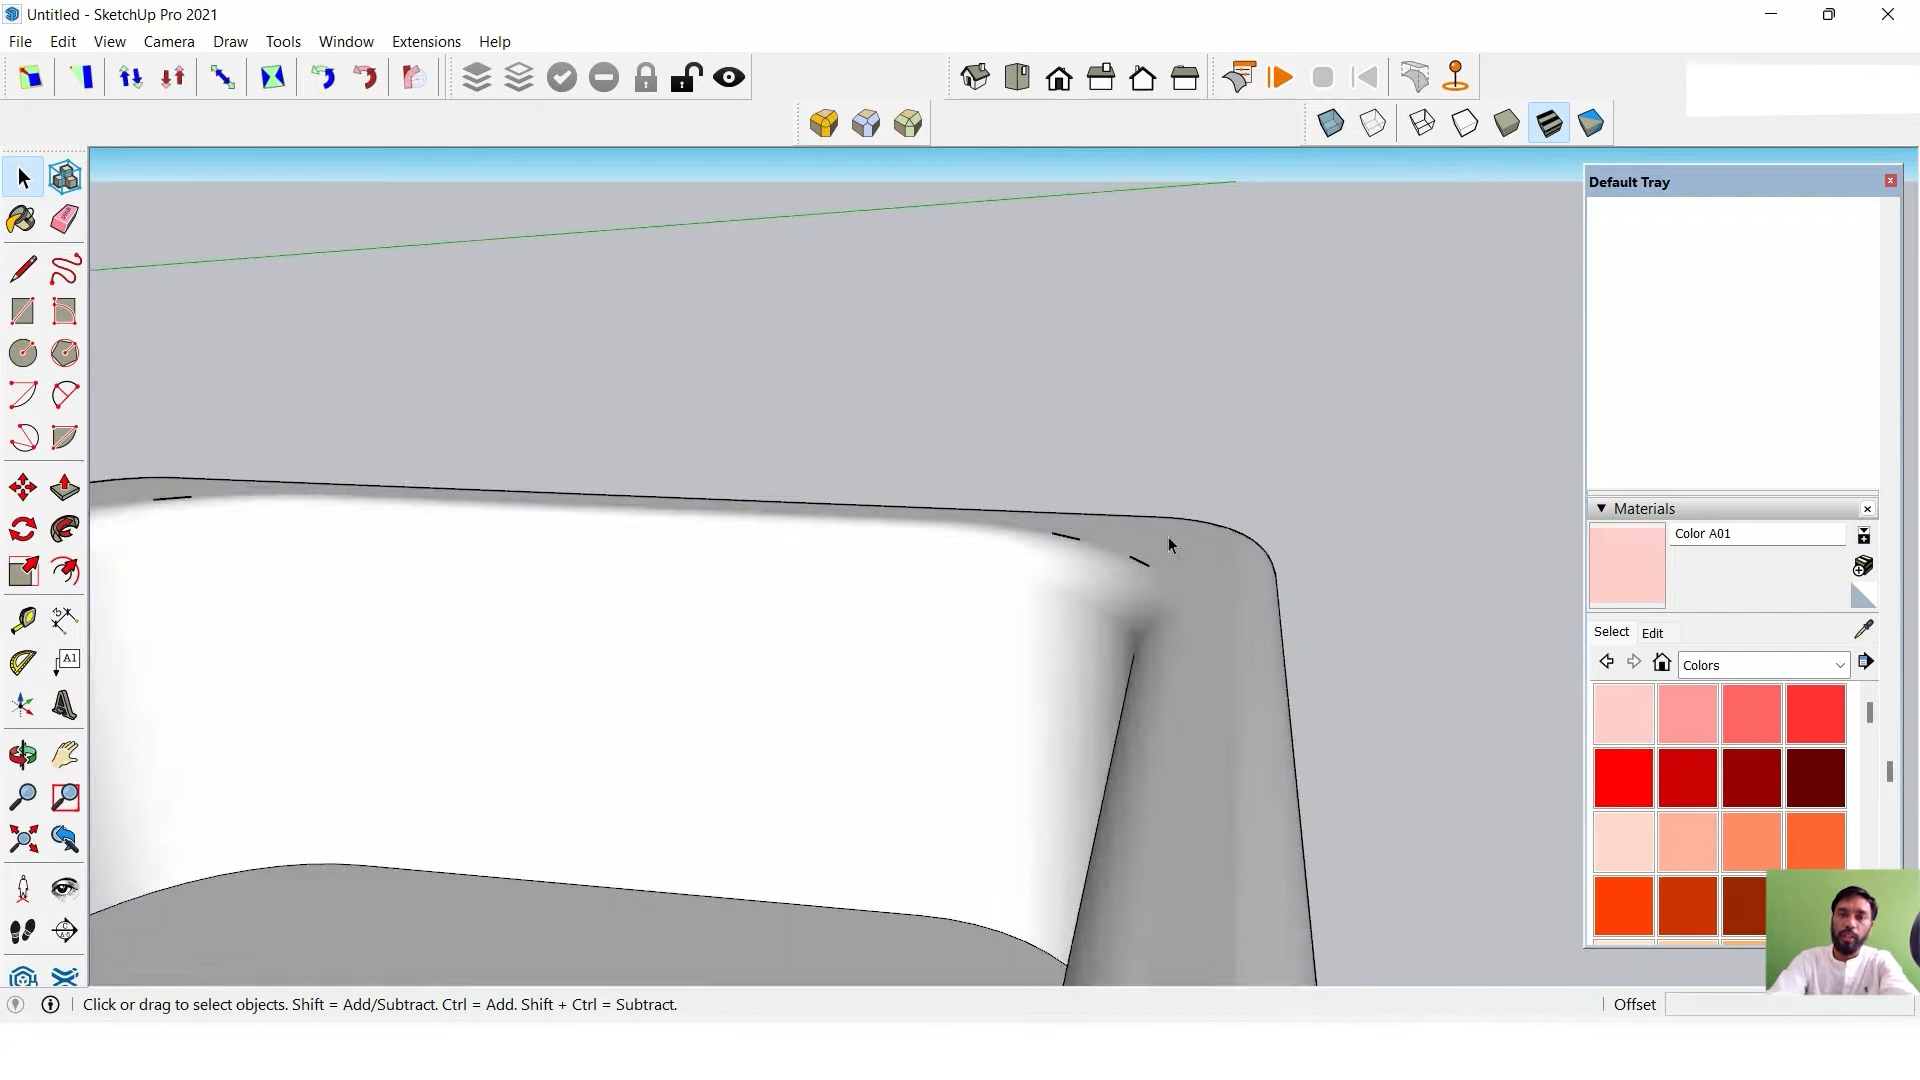 Untitled - SketchUp Pro 2021
File Edit View Camera Draw Tools Window Extensions Help
Default Tray
Materials
Color A01
Select Edit
Colors
A1
Click or drag to select objects. Shift = Add/Subtract. Ctrl = Add. Shift + Ctrl = Subtract.
Offset